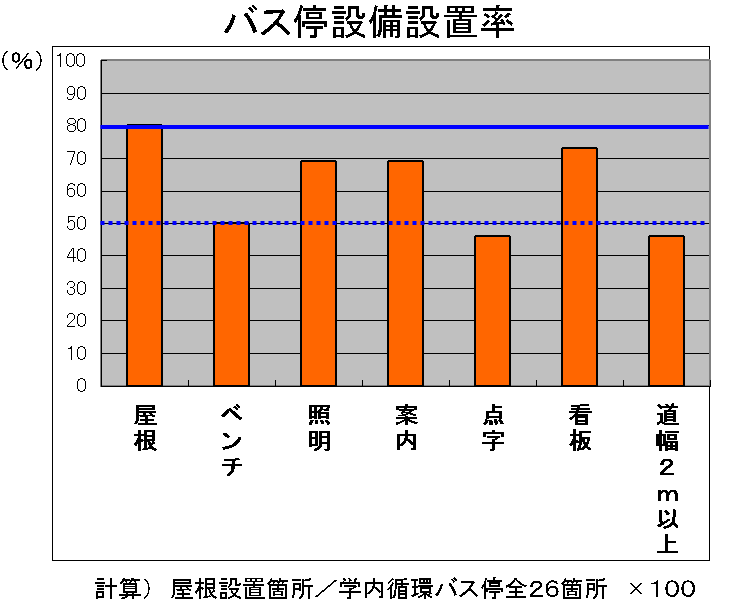 バス停設備設置率
(%)
100
90
80
70
60
50
40
30
20
10
0
屋根
ベンチ
照明
案内
点字
看板
道幅2m以上
計算) 屋根設置箇所/学内循環バス停全26箇所 ×100